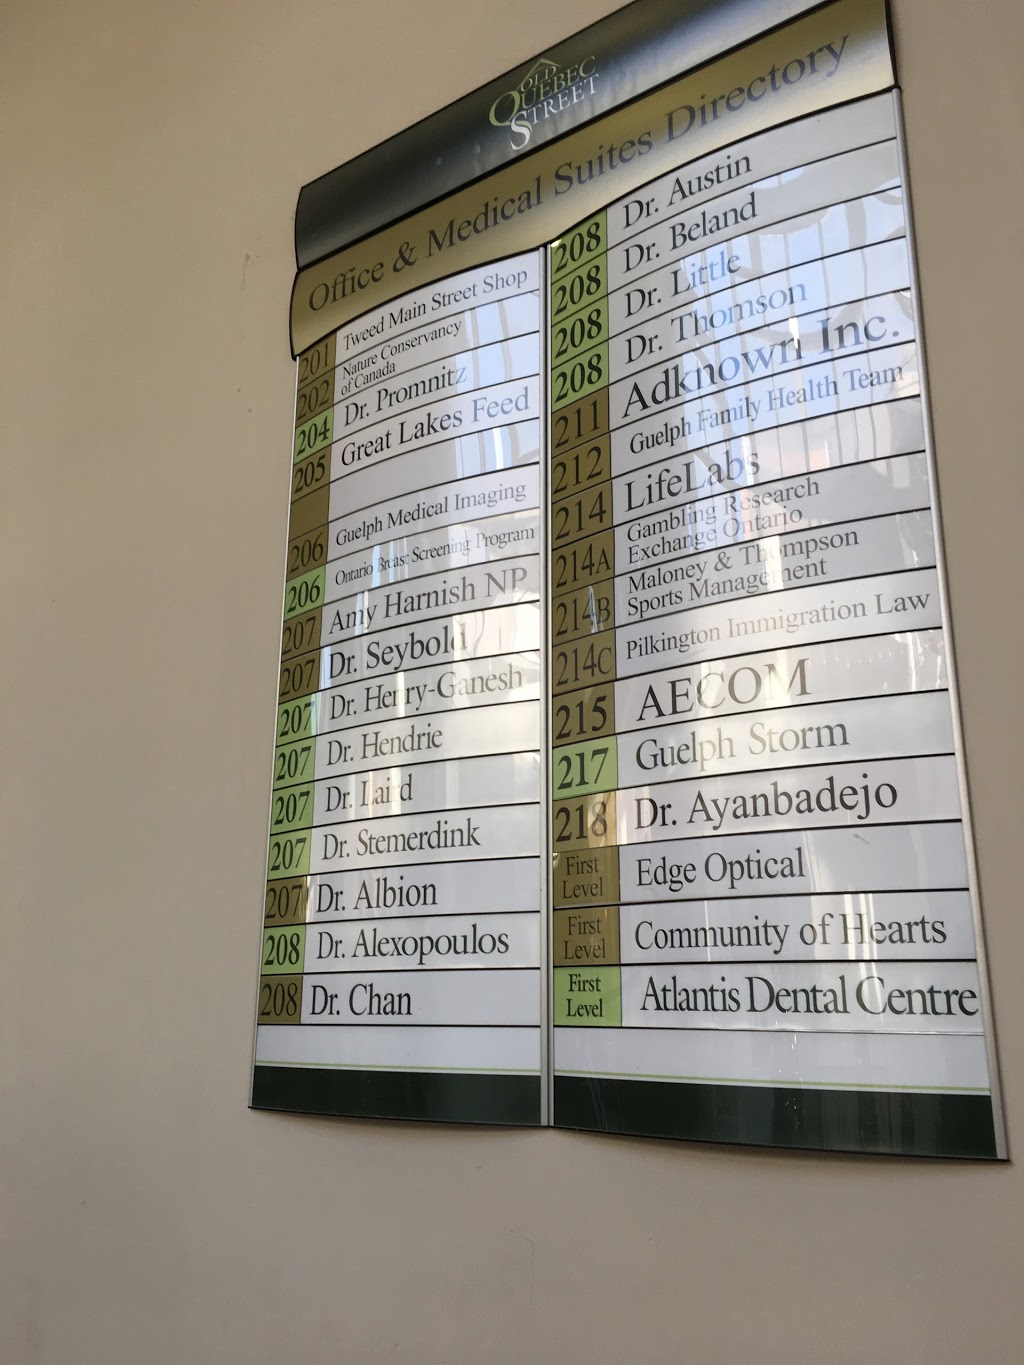 OLD
QUEBEC
STREET
Office & Medical Suites Directory
201 Tweed Main Street Shop
202 Nature Conservancy
of Canada
204 Dr. Promnitz
205 Great Lakes Feed
206 Guelph Medical Imaging
206 Ontario Breast Screening Program
207 Amy Harnish NP
207 Dr. Seybold
207 Dr. Henry-Ganesh
207 Dr. Hendrie
207 Dr. Laird
207 Dr. Stemerdink
207 Dr. Albion
208 Dr. Alexopoulos
208 Dr. Chan
208 Dr. Austin
208 Dr. Beland
208 Dr. Little
208 Dr. Thomson
211 Adknown Inc.
212 Guelph Family Health Team
214 LifeLabs
214A Gambling Research
Exchange Ontario
214B Maloney & Thompson
Sports Management
214C Pilkington Immigration Law
215 AECOM
217 Guelph Storm
218 Dr. Ayanbadejo
First
Level
Edge Optical
First
Level
Community of Hearts
First
Level
Atlantis Dental Centre